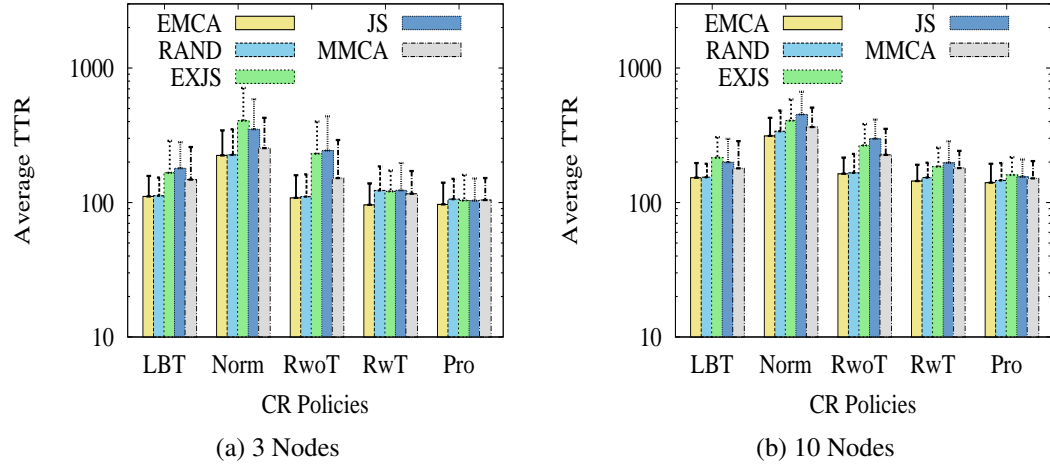 EMCA
JS
RAND
MMCA
EXJS
1000
100
10
Average TTR
LBT Norm RwoT RwT Pro
CR Policies
(a) 3 Nodes
EMCA
JS
RAND
MMCA
EXJS
1000
100
10
Average TTR
LBT Norm RwoT RwT Pro
CR Policies
(b) 10 Nodes